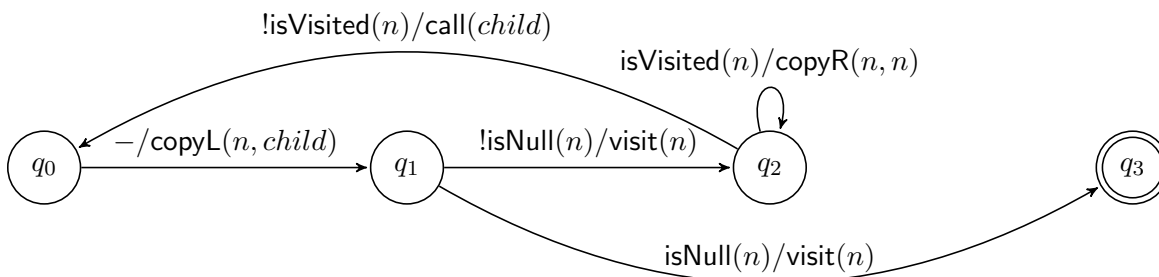 !isVisited(n)/call(child)
isVisited(n)/copyR(n, n)
−/copyL(n, child)
!isNull(n)/visit(n)
q0
q1
q2
q3
isNull(n)/visit(n)